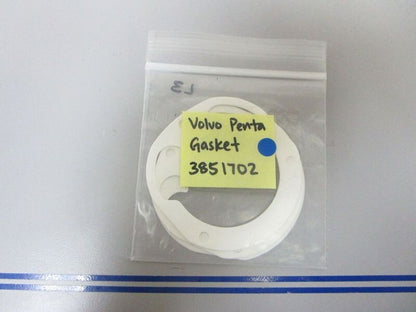 L3
Volvo Penta
Gasket
3851702